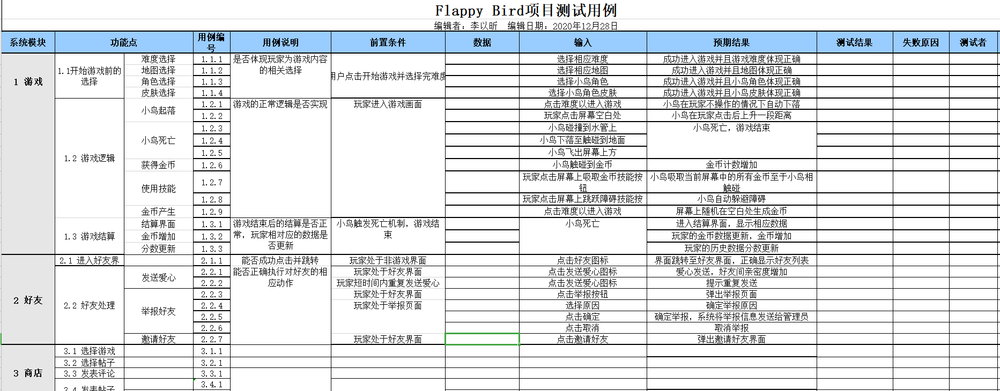 Flappy Bird项目测试用例
编辑者：李以昕 编辑日期：2020年12月28日
系统模块 功能点 用例编号 用例说明 前置条件 数据 输入 预期结果 测试结果 失败原因 测试者
1 游戏
1.1开始游戏前的选择
难度选择 1.1.1 是否体现玩家为游戏内容的相关选择 用户点击开始游戏并选择完难度 选择相应难度 成功进入游戏并且游戏难度体现正确
地图选择 1.1.2 选择相应地图 成功进入游戏并且地图体现正确
角色选择 1.1.3 选择小鸟角色 成功进入游戏并且小鸟角色体现正确
皮肤选择 1.1.4 选择小鸟角色皮肤 成功进入游戏并且小鸟皮肤体现正确
1.2 游戏逻辑
小鸟起落 1.2.1 游戏的正常逻辑是否实现 玩家进入游戏画面 点击难度以进入游戏 小鸟在玩家不操作的情况下自动下落
1.2.2 玩家点击屏幕空白处 小鸟在玩家点击后上升一段距离
小鸟死亡 1.2.3 小鸟碰撞到水管上 小鸟死亡，游戏结束
1.2.4 小鸟下落至触碰到地面
1.2.5 小鸟飞出屏幕上方
获得金币 1.2.6 小鸟触碰到金币 金币计数增加
使用技能 1.2.7 玩家点击屏幕上吸取金币技能按钮 小鸟吸取当前屏幕中的所有金币至于小鸟相触碰
1.2.8 玩家点击屏幕上跳跃障碍技能按 小鸟自动躲避障碍
金币产生 1.2.9 点击难度以进入游戏 屏幕上随机在空白处生成金币
1.3 游戏结算
结算界面 1.3.1 游戏结束后的结算是否正常，玩家相对应的数据是否更新 小鸟触发死亡机制，游戏结束 小鸟死亡 进入结算界面，显示相应数据
金币增加 1.3.2 玩家的金币数据更新，金币增加
分数更新 1.3.3 玩家的历史数据分数更新
2 好友
2.1 进入好友界 2.1.1 能否成功点击并跳转 玩家处于非游戏界面 点击好友图标 界面跳转至好友界面，正确显示好友列表
2.2 好友处理
发送爱心 2.2.1 能否正确执行对好友的相应动作 玩家处于好友界面 点击发送爱心图标 爱心发送，好友间亲密度增加
2.2.2 玩家短时间内重复发送爱心 点击发送爱心图标 提示重复发送
举报好友 2.2.3 玩家处于好友界面 点击举报按钮 弹出举报页面
2.2.4 玩家处于举报页面 选择原因 确定举报原因
2.2.5 点击确定 确定举报，系统将举报信息发送给管理员
2.2.6 点击取消 取消举报
邀请好友 2.2.7 玩家处于好友界面 点击邀请好友 弹出邀请好友界面
3 商店
3.1 选择游戏 3.1.1
3.2 选择帖子 3.2.1
3.3 发表评论 3.3.1
3.4 发表帖子 3.4.1